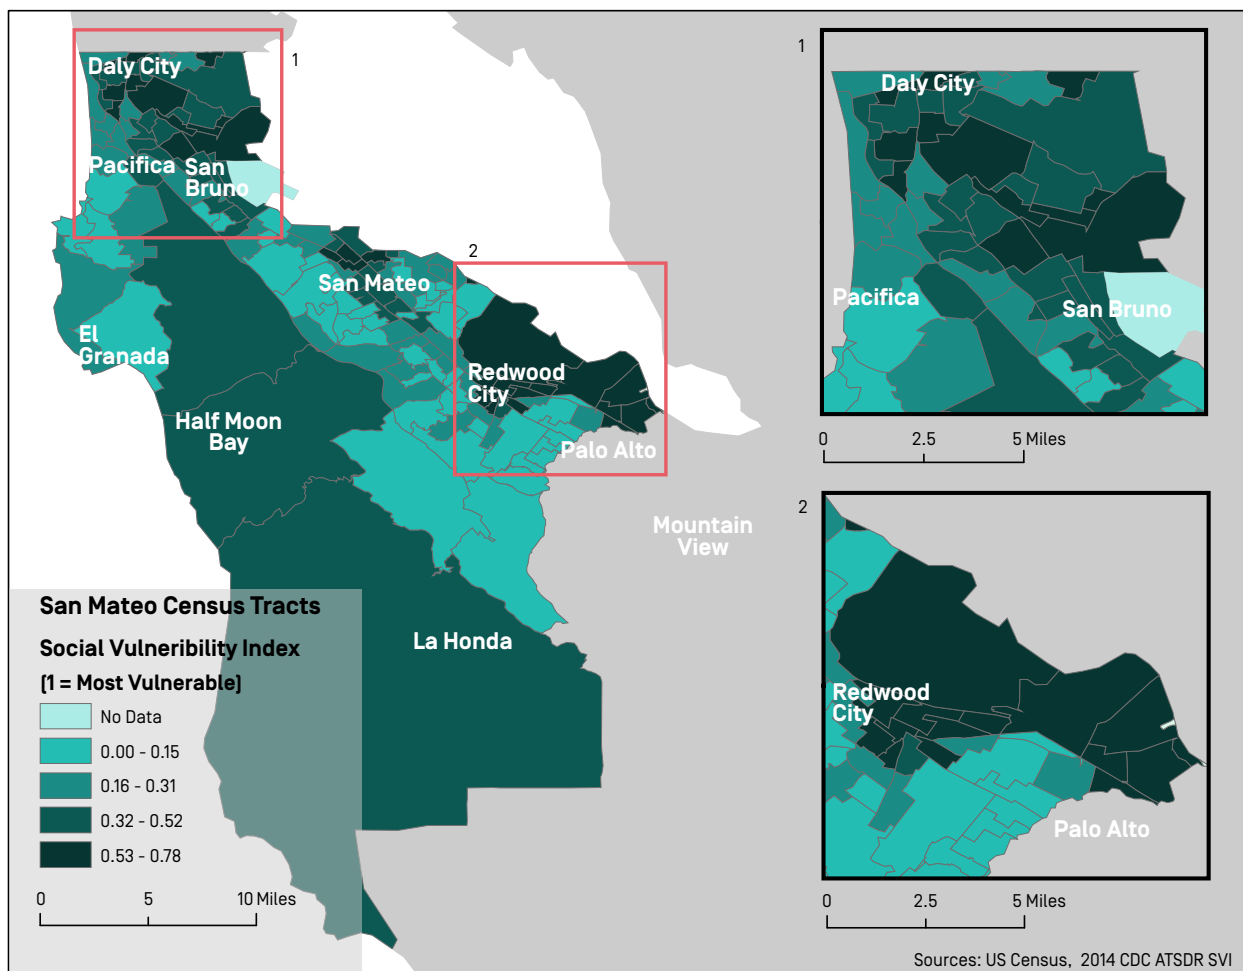 1
Daly City
Pacifica
San
Bruno
2
San Mateo
El
Granada
Redwood
City
Half Moon
Bay
Palo Alto
Mountain
View
La Honda
San Mateo Census Tracts
Social Vulneribility Index
(1 = Most Vulnerable)
No Data
0.00 - 0.15
0.16 - 0.31
0.32 - 0.52
0.53 - 0.78
0 5 10 Miles
1
Daly City
Pacifica
San Bruno
0 2.5 5 Miles
2
Redwood
City
Palo Alto
0 2.5 5 Miles
Sources: US Census, 2014 CDC ATSDR SVI